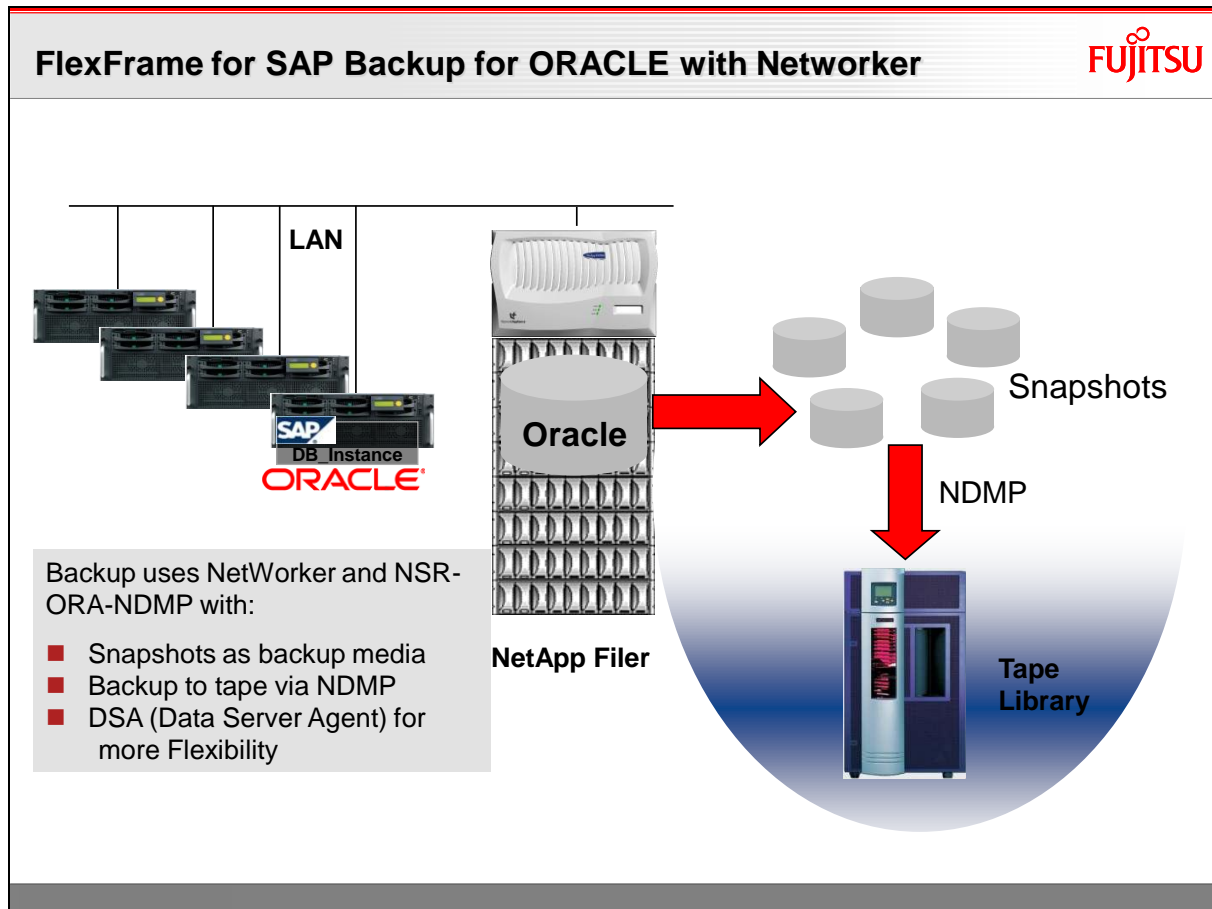 FlexFrame for SAP Backup for ORACLE with Networker
FUJITSU
LAN
SAP
DB_Instance
ORACLE
Oracle
Snapshots
NDMP
Backup uses NetWorker and NSR-
ORA-NDMP with:
Snapshots as backup media
Backup to tape via NDMP
DSA (Data Server Agent) for
more Flexibility
NetApp Filer
Tape
Library